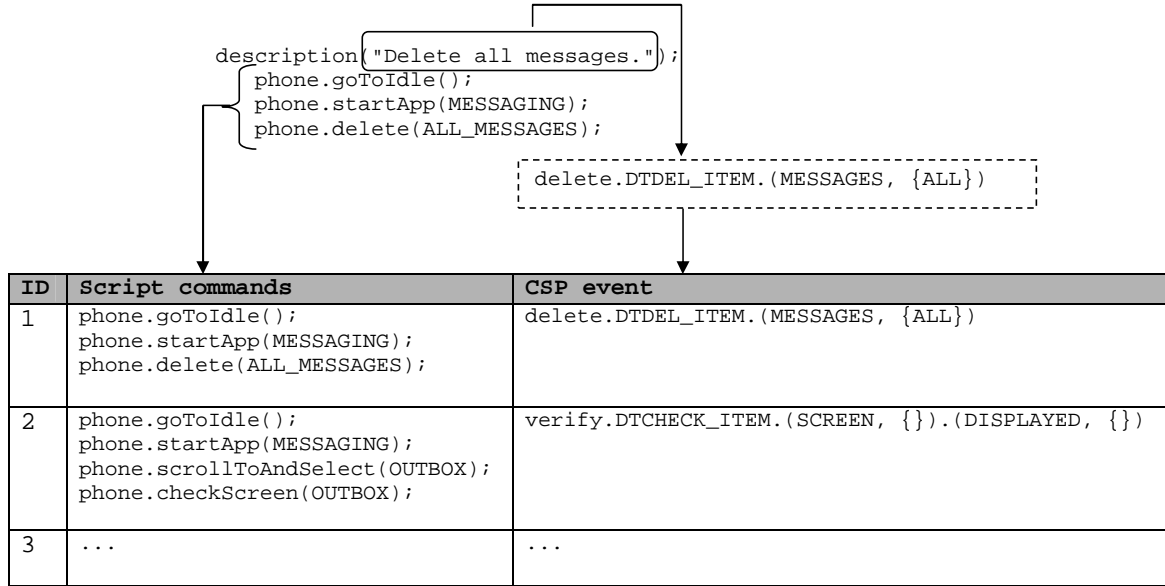 description("Delete all messages.");
phone.goToIdle();
phone.startApp(MESSAGING);
phone.delete(ALL_MESSAGES);
delete.DTDEL_ITEM.(MESSAGES, {ALL})
ID Script commands CSP event
1 phone.goToIdle(); delete.DTDEL_ITEM.(MESSAGES, {ALL})
phone.startApp(MESSAGING);
phone.delete(ALL_MESSAGES);
2 phone.goToIdle(); verify.DTCHECK_ITEM.(SCREEN, {}).(DISPLAYED, {})
phone.startApp(MESSAGING);
phone.scrollToAndSelect(OUTBOX);
phone.checkScreen(OUTBOX);
3 ... ...